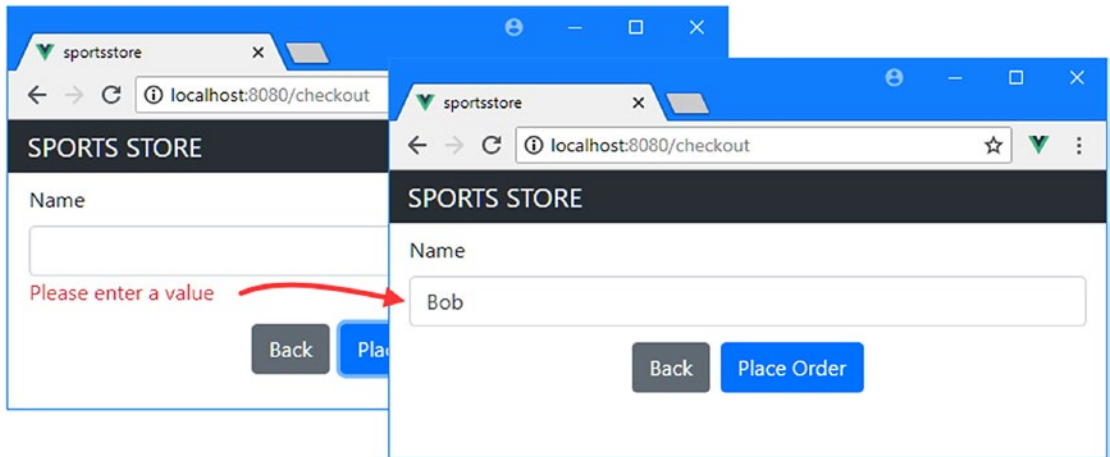 sportsstore
localhost:8080/checkout
SPORTS STORE
Name
Please enter a value
Back
sportsstore
localhost:8080/checkout
SPORTS STORE
Name
Bob
Back Place Order